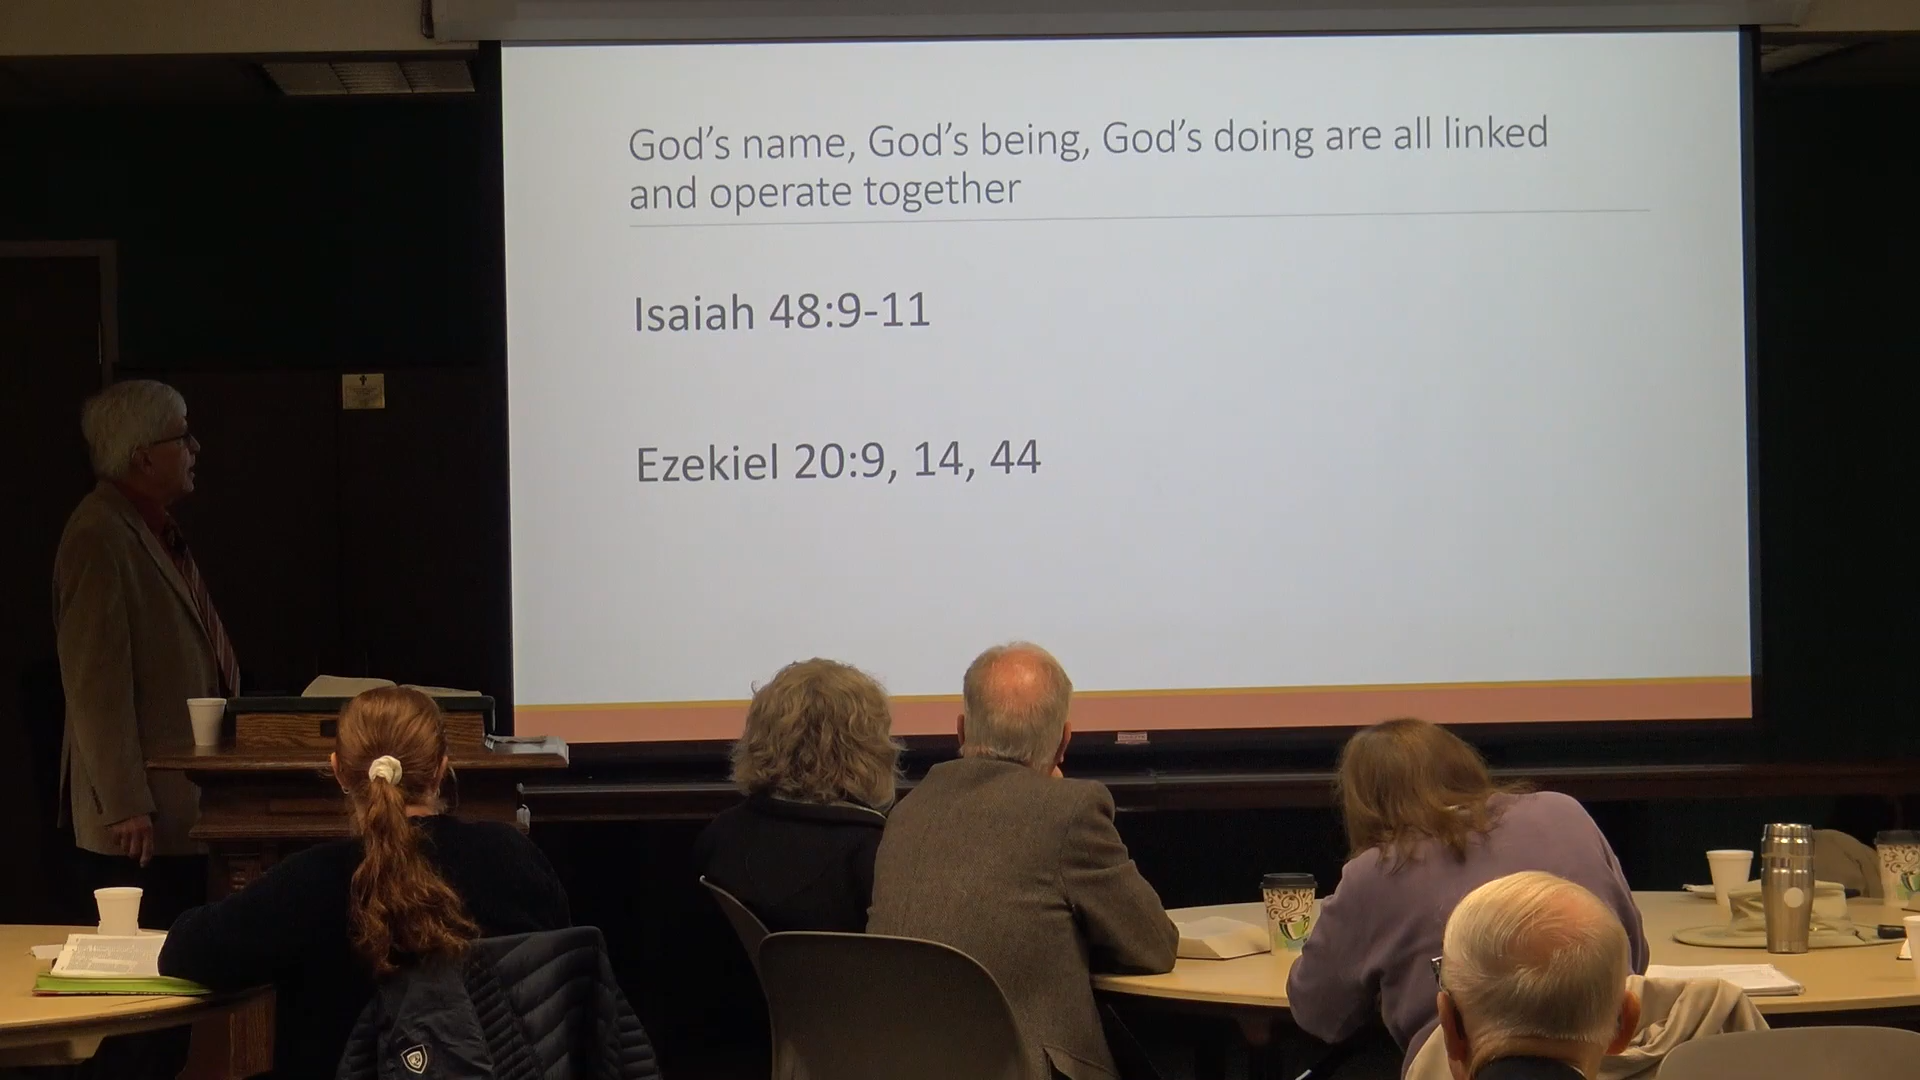 God’s name, God’s being, God’s doing are all linked
and operate together
Isaiah 48:9-11
Ezekiel 20:9, 14, 44